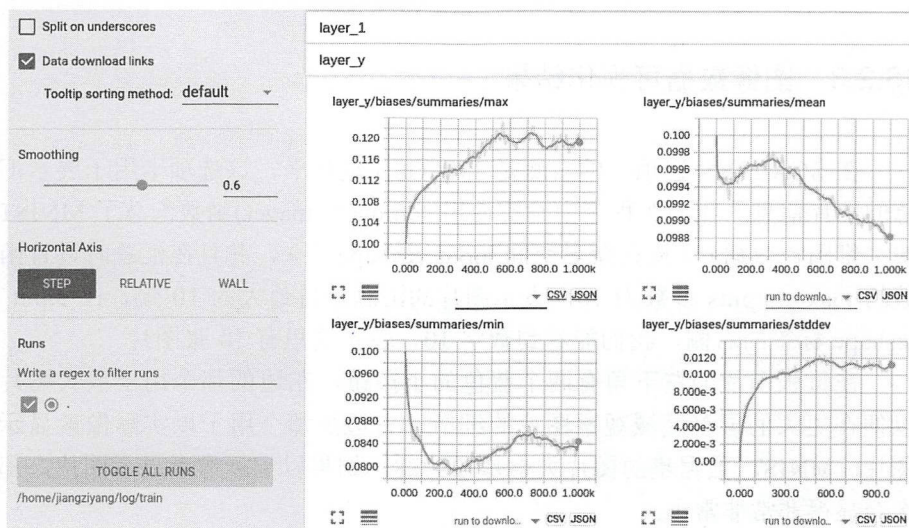 Split on underscores
Data download links
Tooltip sorting method: default
Smoothing
0.6
Horizontal Axis
STEP RELATIVE WALL
Runs
Write a regex to filter runs
.
TOGGLE ALL RUNS
/home/jiangziyang/log/train
layer_1
layer_y
layer_y/biases/summaries/max
0.120
0.116
0.112
0.108
0.104
0.100
0.000 200.0 400.0 600.0 800.0 1.000k
CSV JSON
layer_y/biases/summaries/mean
0.100
0.0998
0.0996
0.0994
0.0992
0.0990
0.0988
0.000 200.0 400.0 600.0 800.0 1.000k
run to downlo... CSV JSON
layer_y/biases/summaries/min
0.100
0.0960
0.0920
0.0880
0.0840
0.0800
0.000 200.0 400.0 600.0 800.0 1.000k
run to downlo... CSV JSON
layer_y/biases/summaries/stddev
0.0120
0.0100
8.000e-3
6.000e-3
4.000e-3
2.000e-3
0.00
0.000 300.0 500.0 900.0
run to downlo... CSV JSON